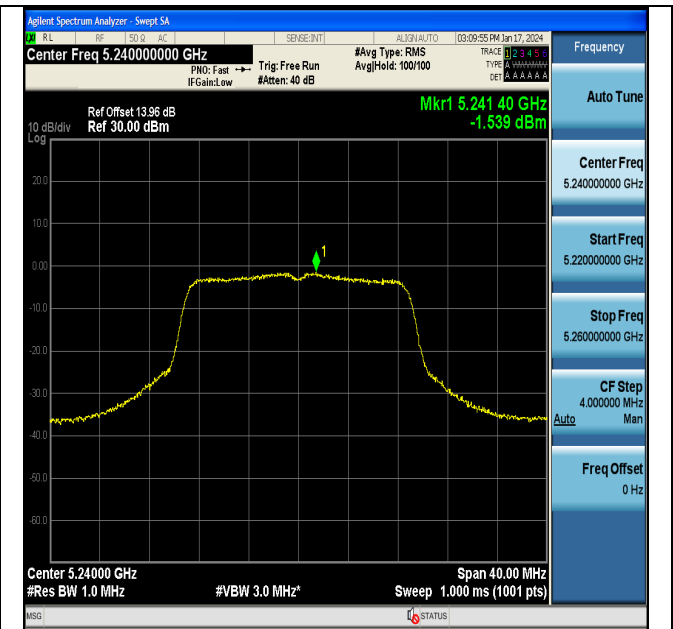 Agilent Spectrum Analyzer - Swept SA
LXI RL RF 50 Ω AC SENSE:INT ALIGN AUTO 03:09:55 PM Jan 17, 2024
Center Freq 5.240000000 GHz
PNO: Fast
IFGain:Low
Trig: Free Run
#Atten: 40 dB
#Avg Type: RMS
Avg|Hold: 100/100
TRACE 1 2 3 4 5 6
TYPE A
DET A A A A A A
Mkr1 5.241 40 GHz
-1.539 dBm
Ref Offset 13.96 dB
10 dB/div Ref 30.00 dBm
Log
20.0
10.0
0.00
-10.0
-20.0
-30.0
-40.0
-50.0
-60.0
1
Center 5.24000 GHz Span 40.00 MHz
#Res BW 1.0 MHz #VBW 3.0 MHz* Sweep 1.000 ms (1001 pts)
MSG STATUS
Frequency
Auto Tune
Center Freq
5.240000000 GHz
Start Freq
5.220000000 GHz
Stop Freq
5.260000000 GHz
CF Step
4.000000 MHz
Auto Man
Freq Offset
0 Hz